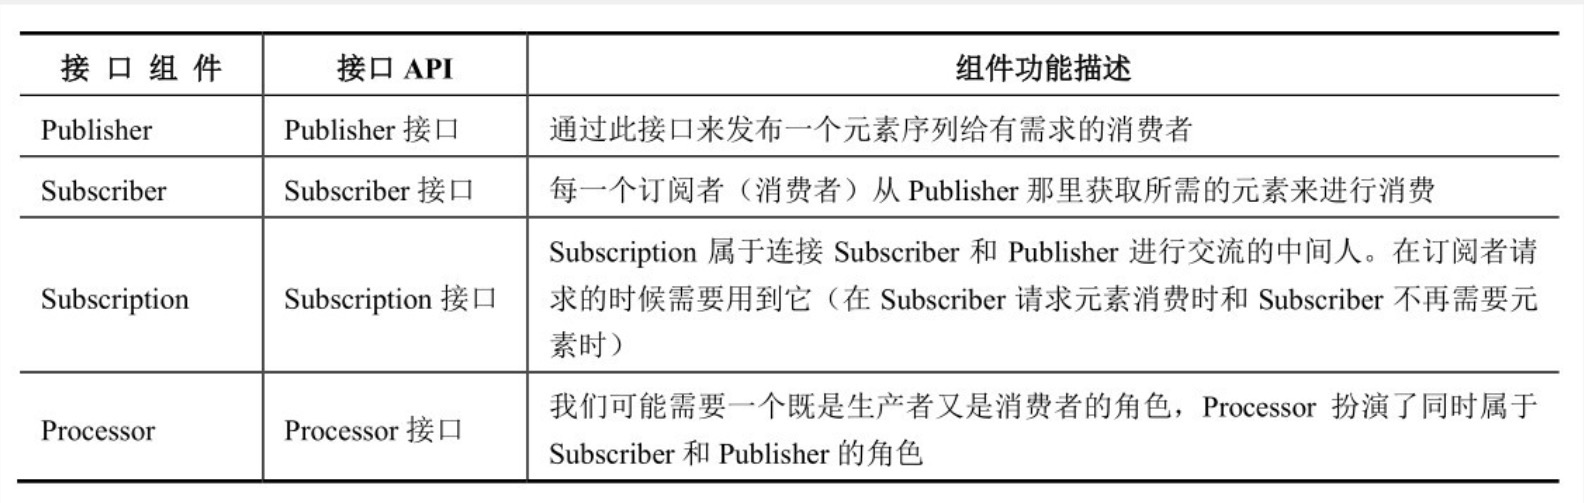 接口组件 接口 API 组件功能描述
Publisher Publisher 接口 通过此接口来发布一个元素序列给有需求的消费者
Subscriber Subscriber 接口 每一个订阅者（消费者）从 Publisher 那里获取所需的元素来进行消费
Subscription Subscription 接口 Subscription 属于连接 Subscriber 和 Publisher 进行交流的中间人。在订阅者请
求的时候需要用到它（在 Subscriber 请求元素消费时和 Subscriber 不再需要元
素时）
Processor Processor 接口 我们可能需要一个既是生产者又是消费者的角色，Processor 扮演了同时属于
Subscriber 和 Publisher 的角色